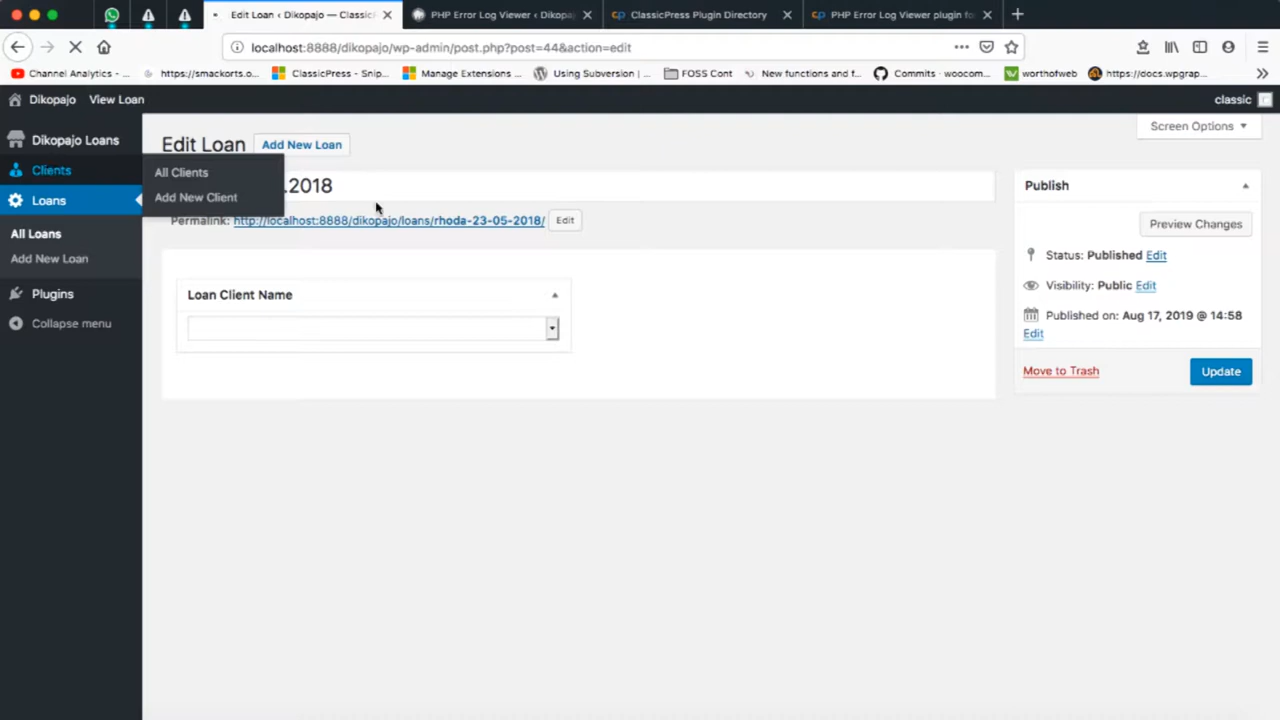 Edit Loan ‹ Dikopajo — Classic
PHP Error Log Viewer ‹ Dikopaj
ClassicPress Plugin Directory
PHP Error Log Viewer plugin fo
localhost:8888/dikopajo/wp-admin/post.php?post=44&action=edit
Channel Analytics - ...
https://smackorts.o...
ClassicPress - Snip...
Manage Extensions ...
Using Subversion | ...
FOSS Cont
New functions and f...
Commits · woocom...
worthofweb
https://docs.wpgrap...
Dikopajo
View Loan
classic
Dikopajo Loans
Clients
All Clients
Add New Client
Loans
All Loans
Add New Loan
Plugins
Collapse menu
Edit Loan
Add New Loan
Screen Options
.2018
Permalink: http://localhost:8888/dikopajo/loans/rhoda-23-05-2018/
Edit
Loan Client Name
Publish
Preview Changes
Status: Published Edit
Visibility: Public Edit
Published on: Aug 17, 2019 @ 14:58
Edit
Move to Trash
Update